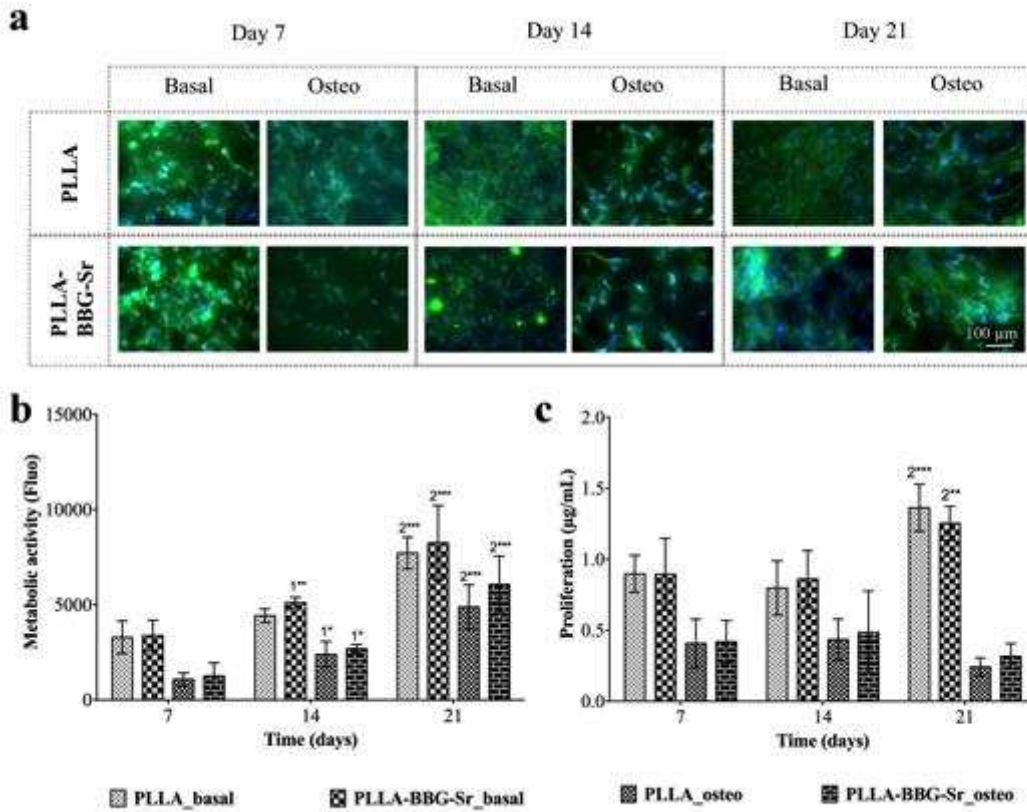 a
Day 7 Day 14 Day 21
Basal Osteo Basal Osteo Basal Osteo
PLLA
PLLA-
BBG-Sr
100 µm
b
Metabolic activity (Fluo)
15000
10000
5000
0
1** 1* 1*
2*** 2*** 2*** 2***
7 14 21
Time (days)
c
Proliferation (µg/mL)
2.0
1.5
1.0
0.5
0.0
2*** 2**
7 14 21
Time (days)
PLLA_basal PLLA-BBG-Sr_basal PLLA_osteo PLLA-BBG-Sr_osteo